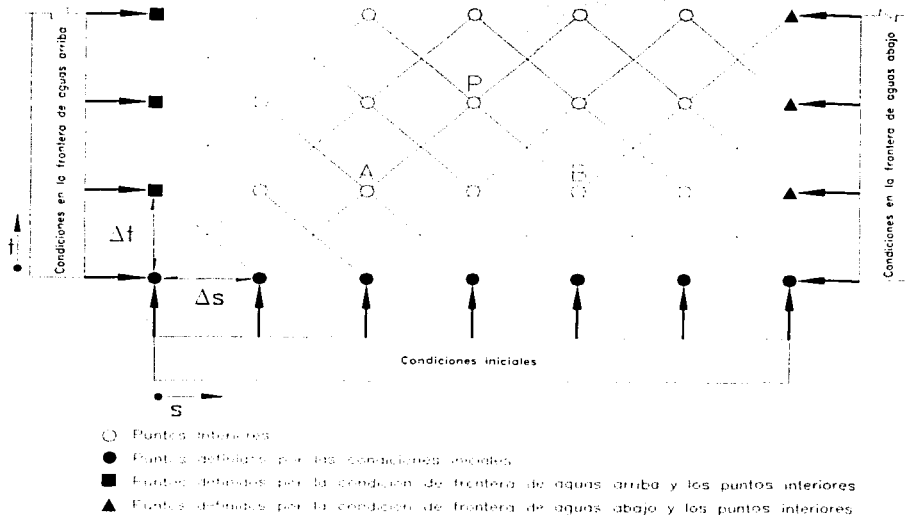 Condiciones en la frontera de aguas arriba
Condiciones en la frontera de aguas abajo
P
A
B
t
Δt
Δs
Condiciones iniciales
s
Puntos interiores
Puntos definidos por las condiciones iniciales
Puntos definidos por la condición de frontera de aguas arriba y los puntos interiores
Puntos definidos por la condición de frontera de aguas abajo y los puntos interiores